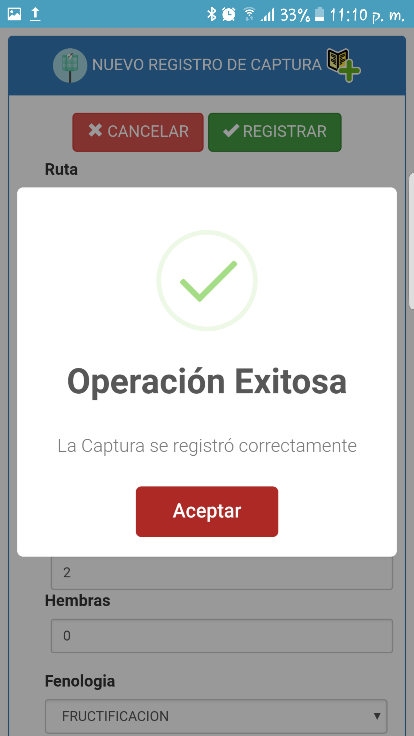 33% 11:10 p. m.
NUEVO REGISTRO DE CAPTURA
CANCELAR REGISTRAR
Ruta
Operación Exitosa
La Captura se registró correctamente
Aceptar
2
Hembras
0
Fenologia
FRUCTIFICACION